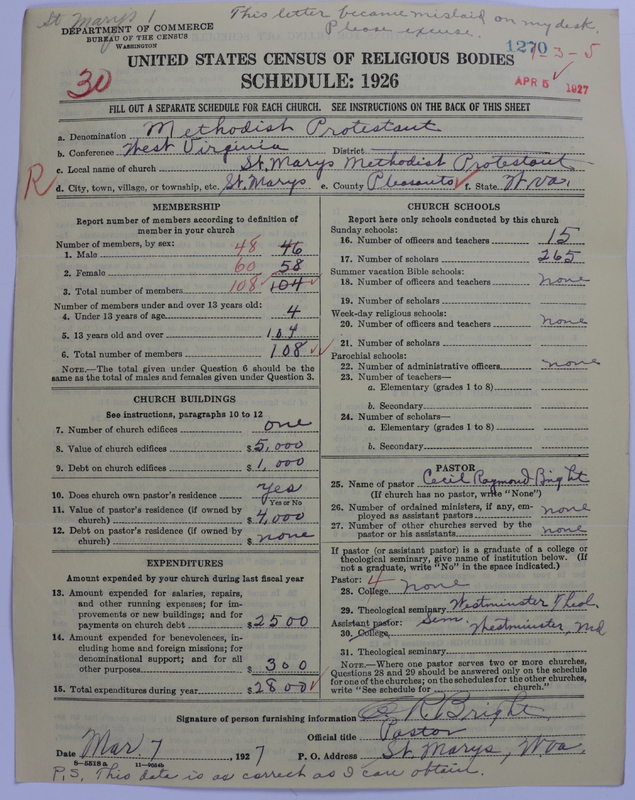 St Marys 1
This letter became mislaid on my desk.
Please excuse.
DEPARTMENT OF COMMERCE
BUREAU OF THE CENSUS
WASHINGTON
1270
1-3-5
UNITED STATES CENSUS OF RELIGIOUS BODIES
SCHEDULE: 1926
30
APR 5 1927
FILL OUT A SEPARATE SCHEDULE FOR EACH CHURCH. SEE INSTRUCTIONS ON THE BACK OF THIS SHEET
a. Denomination Methodist Protestant
b. Conference West Virginia District
c. Local name of church St. Marys Methodist Protestant
R
d. City, town, village, or township, etc. St. Marys e. County Pleasants f. State W Va.
MEMBERSHIP
Report number of members according to definition of
member in your church
Number of members, by sex:
1. Male 48 46
2. Female 60 58
3. Total number of members 108 104
Number of members under and over 13 years old:
4. Under 13 years of age 4
5. 13 years old and over 104
6. Total number of members 108
NOTE.—The total given under Question 6 should be the
same as the total of males and females given under Question 3.
CHURCH BUILDINGS
See instructions, paragraphs 10 to 12
7. Number of church edifices one
8. Value of church edifices $ 5,000
9. Debt on church edifices $ 1,000
10. Does church own pastor's residence yes
Yes or No
11. Value of pastor's residence (if owned by
church) $ 4,000
12. Debt on pastor's residence (if owned by
church) $ none
EXPENDITURES
Amount expended by your church during last fiscal year
13. Amount expended for salaries, repairs,
and other running expenses; for im-
provements or new buildings; and for
payments on church debt $ 2500
14. Amount expended for benevolences, in-
cluding home and foreign missions; for
denominational support; and for all
other purposes $ 300
15. Total expenditures during year $ 2800
CHURCH SCHOOLS
Report here only schools conducted by this church
Sunday schools:
16. Number of officers and teachers 15
17. Number of scholars 265
Summer vacation Bible schools:
18. Number of officers and teachers none
19. Number of scholars
Week-day religious schools:
20. Number of officers and teachers none
21. Number of scholars
Parochial schools:
22. Number of administrative officers none
23. Number of teachers—
a. Elementary (grades 1 to 8)
b. Secondary
24. Number of scholars—
a. Elementary (grades 1 to 8)
b. Secondary
PASTOR
25. Name of pastor Cecil Raymond Bright
(If church has no pastor, write "None")
26. Number of ordained ministers, if any, em-
ployed as assistant pastors none
27. Number of other churches served by the
pastor or his assistants none
If pastor (or assistant pastor) is a graduate of a college or
theological seminary, give name of institution below. (If
not a graduate, write "No" in the space indicated.)
Pastor: 4
28. College none
29. Theological seminary Westminster Theol.
Assistant pastor: Sem. Westminster, Md
30. College
31. Theological seminary
NOTE.—Where one pastor serves two or more churches,
Questions 28 and 29 should be answered only on the schedule
for one of the churches; on the schedules for the other churches,
write "See schedule for church."
Signature of person furnishing information C R Bright
Official title Pastor
Date Mar. 7 1927 P. O. Address St. Marys, W. Va.
8—5518a
P.S. This data is as correct as I can obtain.